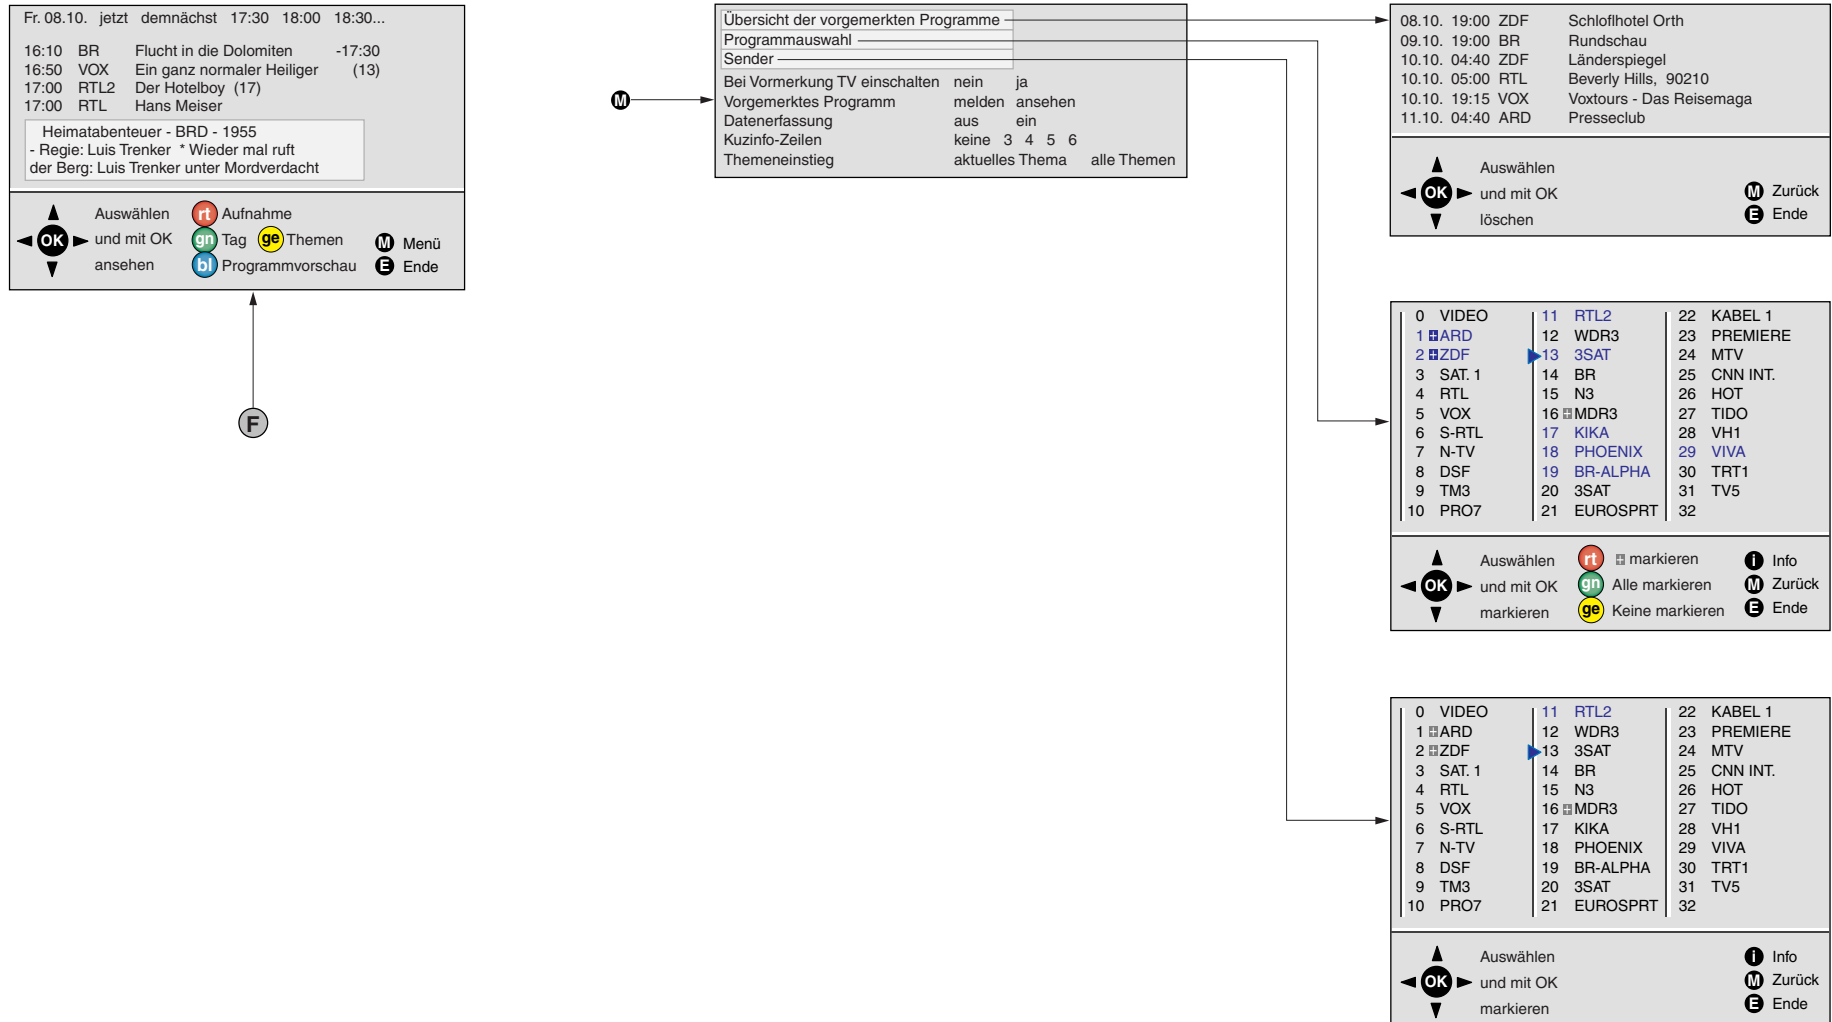 Fr. 08.10. jetzt demnächst 17:30 18:00 18:30...
16:10 BR Flucht in die Dolomiten -17:30
16:50 VOX Ein ganz normaler Heiliger (13)
17:00 RTL2 Der Hotelboy (17)
17:00 RTL Hans Meiser
Heimatabenteuer - BRD - 1955
- Regie: Luis Trenker * Wieder mal ruft
der Berg: Luis Trenker unter Mordverdacht
Auswählen rt Aufnahme
OK und mit OK gn Tag ge Themen M Menü
ansehen bl Programmvorschau E Ende
F
M
Übersicht der vorgemerkten Programme
Programmauswahl
Sender
Bei Vormerkung TV einschalten nein ja
Vorgemerktes Programm melden ansehen
Datenerfassung aus ein
Kuzinfo-Zeilen keine 3 4 5 6
Themeneinstieg aktuelles Thema alle Themen
08.10. 19:00 ZDF Schloflhotel Orth
09.10. 19:00 BR Rundschau
10.10. 04:40 ZDF Länderspiegel
10.10. 05:00 RTL Beverly Hills, 90210
10.10. 19:15 VOX Voxtours - Das Reisemaga
11.10. 04:40 ARD Presseclub
Auswählen
OK und mit OK M Zurück
löschen E Ende
0 VIDEO 11 RTL2 22 KABEL 1
1 ARD 12 WDR3 23 PREMIERE
2 ZDF 13 3SAT 24 MTV
3 SAT. 1 14 BR 25 CNN INT.
4 RTL 15 N3 26 HOT
5 VOX 16 MDR3 27 TIDO
6 S-RTL 17 KIKA 28 VH1
7 N-TV 18 PHOENIX 29 VIVA
8 DSF 19 BR-ALPHA 30 TRT1
9 TM3 20 3SAT 31 TV5
10 PRO7 21 EUROSPRT 32
Auswählen rt markieren i Info
OK und mit OK gn Alle markieren M Zurück
markieren ge Keine markieren E Ende
0 VIDEO 11 RTL2 22 KABEL 1
1 ARD 12 WDR3 23 PREMIERE
2 ZDF 13 3SAT 24 MTV
3 SAT. 1 14 BR 25 CNN INT.
4 RTL 15 N3 26 HOT
5 VOX 16 MDR3 27 TIDO
6 S-RTL 17 KIKA 28 VH1
7 N-TV 18 PHOENIX 29 VIVA
8 DSF 19 BR-ALPHA 30 TRT1
9 TM3 20 3SAT 31 TV5
10 PRO7 21 EUROSPRT 32
Auswählen i Info
OK und mit OK M Zurück
markieren E Ende